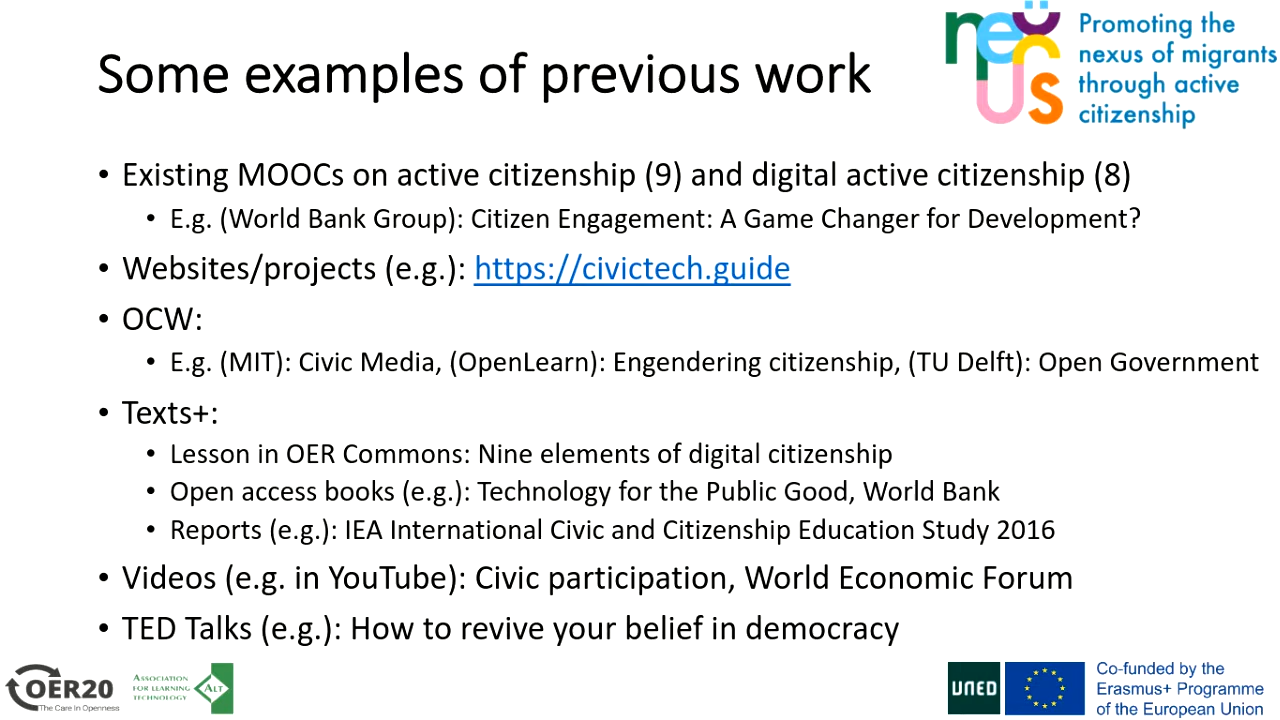 Some examples of previous work
nexus
Promoting the
nexus of migrants
through active
citizenship
• Existing MOOCs on active citizenship (9) and digital active citizenship (8)
• E.g. (World Bank Group): Citizen Engagement: A Game Changer for Development?
• Websites/projects (e.g.): https://civictech.guide
• OCW:
• E.g. (MIT): Civic Media, (OpenLearn): Engendering citizenship, (TU Delft): Open Government
• Texts+:
• Lesson in OER Commons: Nine elements of digital citizenship
• Open access books (e.g.): Technology for the Public Good, World Bank
• Reports (e.g.): IEA International Civic and Citizenship Education Study 2016
• Videos (e.g. in YouTube): Civic participation, World Economic Forum
• TED Talks (e.g.): How to revive your belief in democracy
OER20
The Care In Openness
ASSOCIATION
FOR LEARNING
TECHNOLOGY
ALT
UNED
Co-funded by the
Erasmus+ Programme
of the European Union